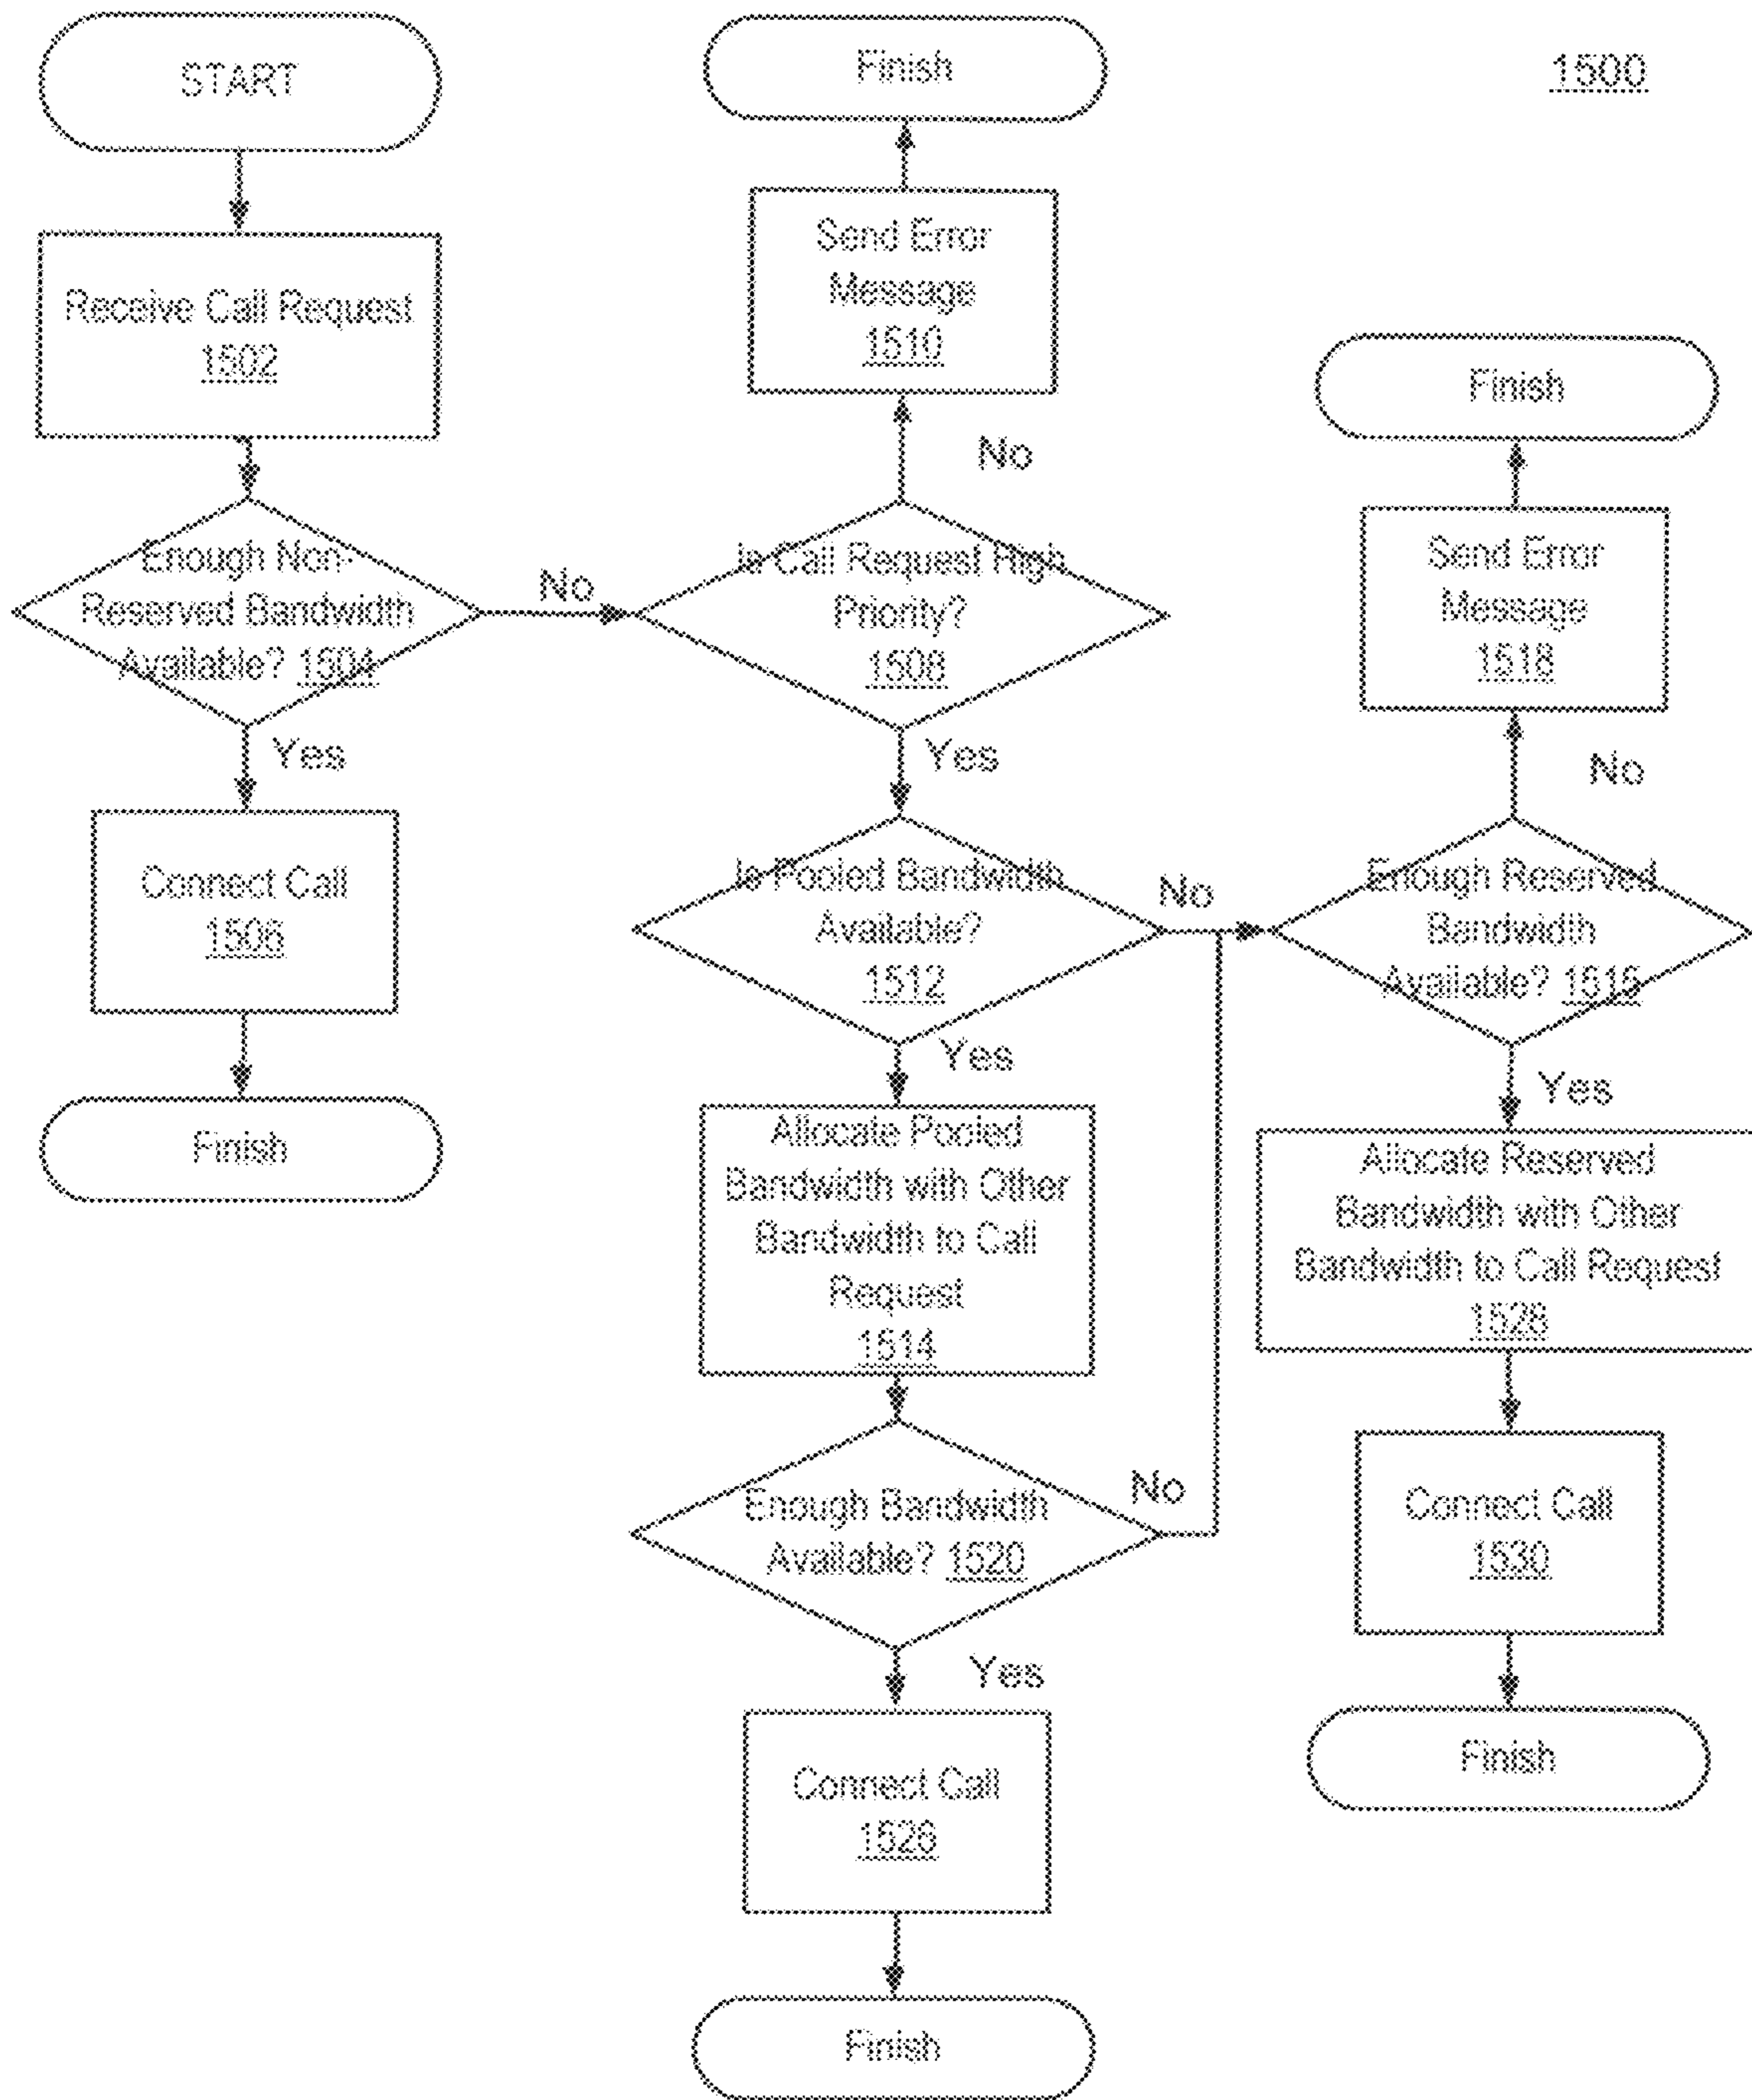 1500
START
Receive Call Request
1502
Enough Non-
Reserved Bandwidth
Available? 1504
Yes
No
Connect Call
1506
Finish
Finish
Send Error
Message
1510
No
Is Call Request High
Priority?
1508
Yes
Is Pooled Bandwidth
Available?
1512
No
Yes
Allocate Pooled
Bandwidth with Other
Bandwidth to Call
Request
1514
Enough Bandwidth
Available? 1520
No
Yes
Connect Call
1526
Finish
Finish
Send Error
Message
1518
No
Enough Reserved
Bandwidth
Available? 1516
Yes
Allocate Reserved
Bandwidth with Other
Bandwidth to Call Request
1528
Connect Call
1530
Finish